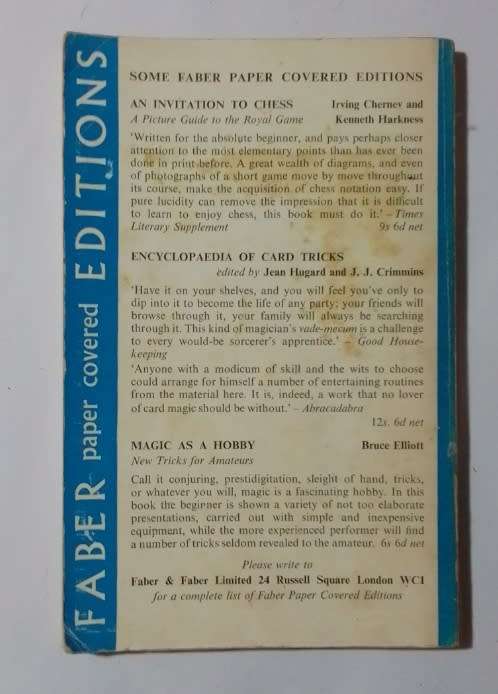 FABER paper covered EDITIONS
SOME FABER PAPER COVERED EDITIONS
AN INVITATION TO CHESS Irving Chernev and
A Picture Guide to the Royal Game Kenneth Harkness
'Written for the absolute beginner, and pays perhaps closer
attention to the most elementary points than has ever been
done in print before. A great wealth of diagrams, and even
of photographs of a short game move by move throughout
its course, make the acquisition of chess notation easy. If
pure lucidity can remove the impression that it is difficult
to learn to enjoy chess, this book must do it.' – Times
Literary Supplement 9s 6d net
ENCYCLOPAEDIA OF CARD TRICKS
edited by Jean Hugard and J. J. Crimmins
'Have it on your shelves, and you will feel you've only to
dip into it to become the life of any party; your friends will
browse through it, your family will always be searching
through it. This kind of magician's vade-mecum is a challenge
to every would-be sorcerer's apprentice.' – Good House-
keeping
'Anyone with a modicum of skill and the wits to choose
could arrange for himself a number of entertaining routines
from the material here. It is, indeed, a work that no lover
of card magic should be without.' – Abracadabra
12s. 6d net
MAGIC AS A HOBBY Bruce Elliott
New Tricks for Amateurs
Call it conjuring, prestidigitation, sleight of hand, tricks,
or whatever you will, magic is a fascinating hobby. In this
book the beginner is shown a variety of not too elaborate
presentations, carried out with simple and inexpensive
equipment, while the more experienced performer will find
a number of tricks seldom revealed to the amateur. 6s 6d net
Please write to
Faber & Faber Limited 24 Russell Square London WC1
for a complete list of Faber Paper Covered Editions